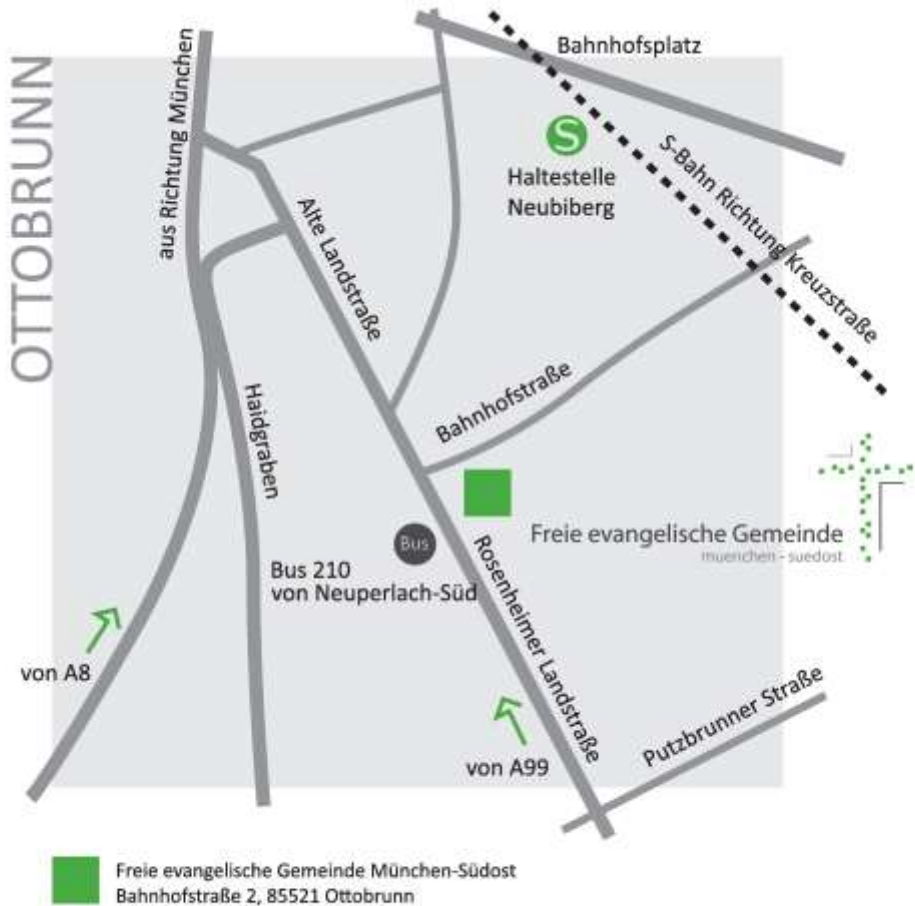 OTTOBRUNN
Bahnhofsplatz
aus Richtung München
S
Haltestelle
Neubiberg
S-Bahn Richtung Kreuzstraße
Alte Landstraße
Bahnhofstraße
Haidgraben
Freie evangelische Gemeinde
muenchen - suedost
Bus
Bus 210
von Neuperlach-Süd
Rosenheimer Landstraße
von A8
von A99
Putzbrunner Straße
Freie evangelische Gemeinde München-Südost
Bahnhofstraße 2, 85521 Ottobrunn